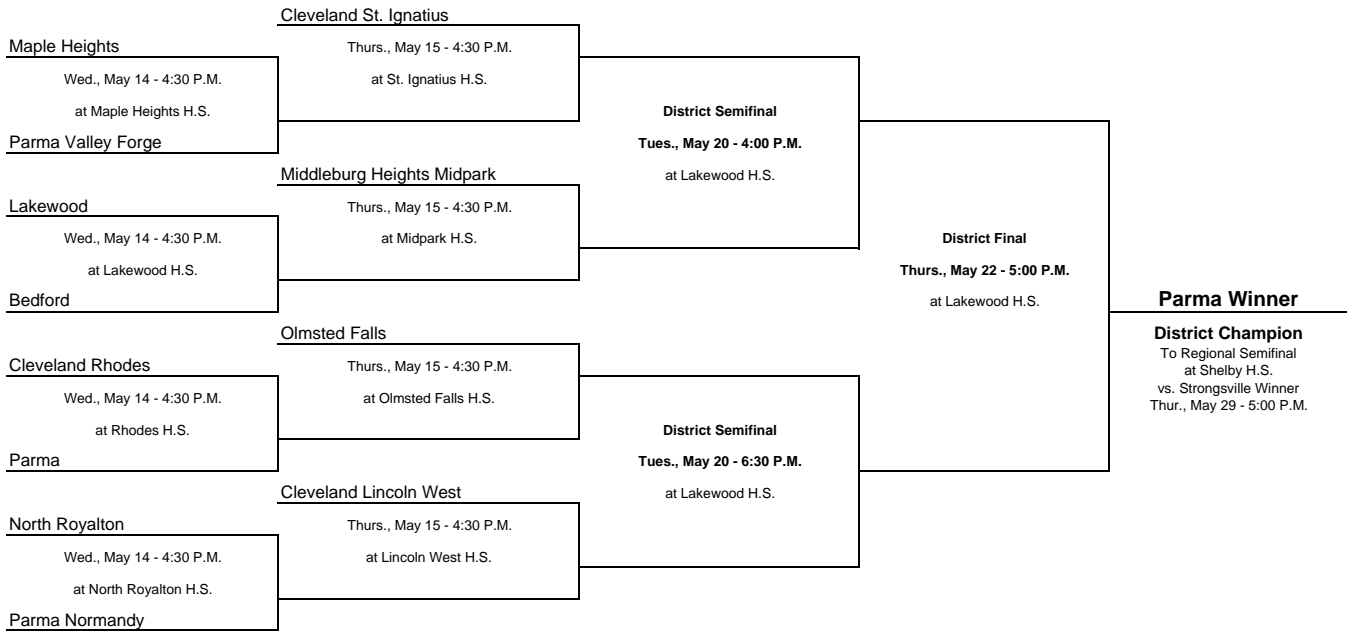 Cleveland St. Ignatius
Maple Heights
Thurs., May 15 - 4:30 P.M.
Wed., May 14 - 4:30 P.M.
at St. Ignatius H.S.
at Maple Heights H.S.
District Semifinal
Parma Valley Forge
Tues., May 20 - 4:00 P.M.
Middleburg Heights Midpark
at Lakewood H.S.
Lakewood
Thurs., May 15 - 4:30 P.M.
Wed., May 14 - 4:30 P.M.
at Midpark H.S.
District Final
at Lakewood H.S.
Thurs., May 22 - 5:00 P.M.
Bedford
at Lakewood H.S.
Parma Winner
Olmsted Falls
District Champion
To Regional Semifinal
Cleveland Rhodes
Thurs., May 15 - 4:30 P.M.
at Shelby H.S.
vs. Strongsville Winner
Wed., May 14 - 4:30 P.M.
at Olmsted Falls H.S.
Thur., May 29 - 5:00 P.M.
at Rhodes H.S.
District Semifinal
Parma
Tues., May 20 - 6:30 P.M.
Cleveland Lincoln West
at Lakewood H.S.
North Royalton
Thurs., May 15 - 4:30 P.M.
Wed., May 14 - 4:30 P.M.
at Lincoln West H.S.
at North Royalton H.S.
Parma Normandy